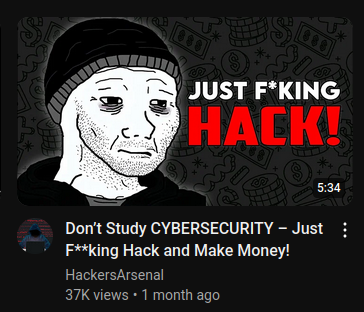 JUST F*KING
HACK!
5:34
Don't Study CYBERSECURITY – Just
F**king Hack and Make Money!
HackersArsenal
37K views • 1 month ago